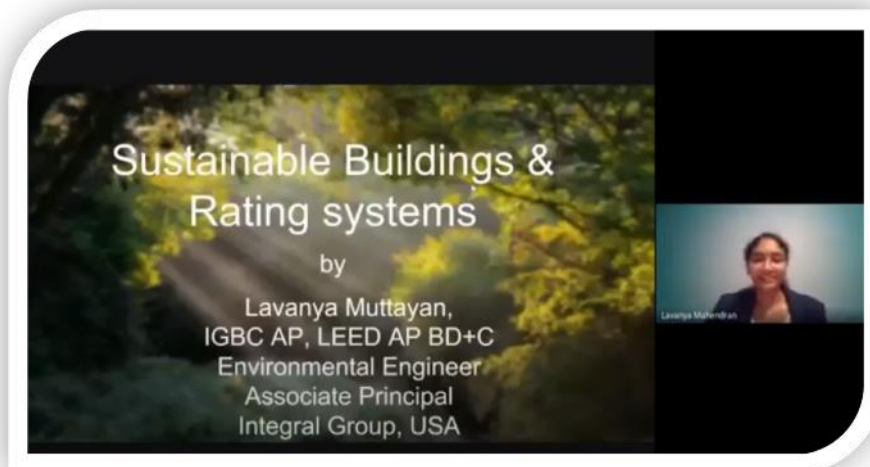 Sustainable Buildings &
Rating systems
by
Lavanya Muttayan,
IGBC AP, LEED AP BD+C
Environmental Engineer
Associate Principal
Integral Group, USA
Lavanya Mahendran